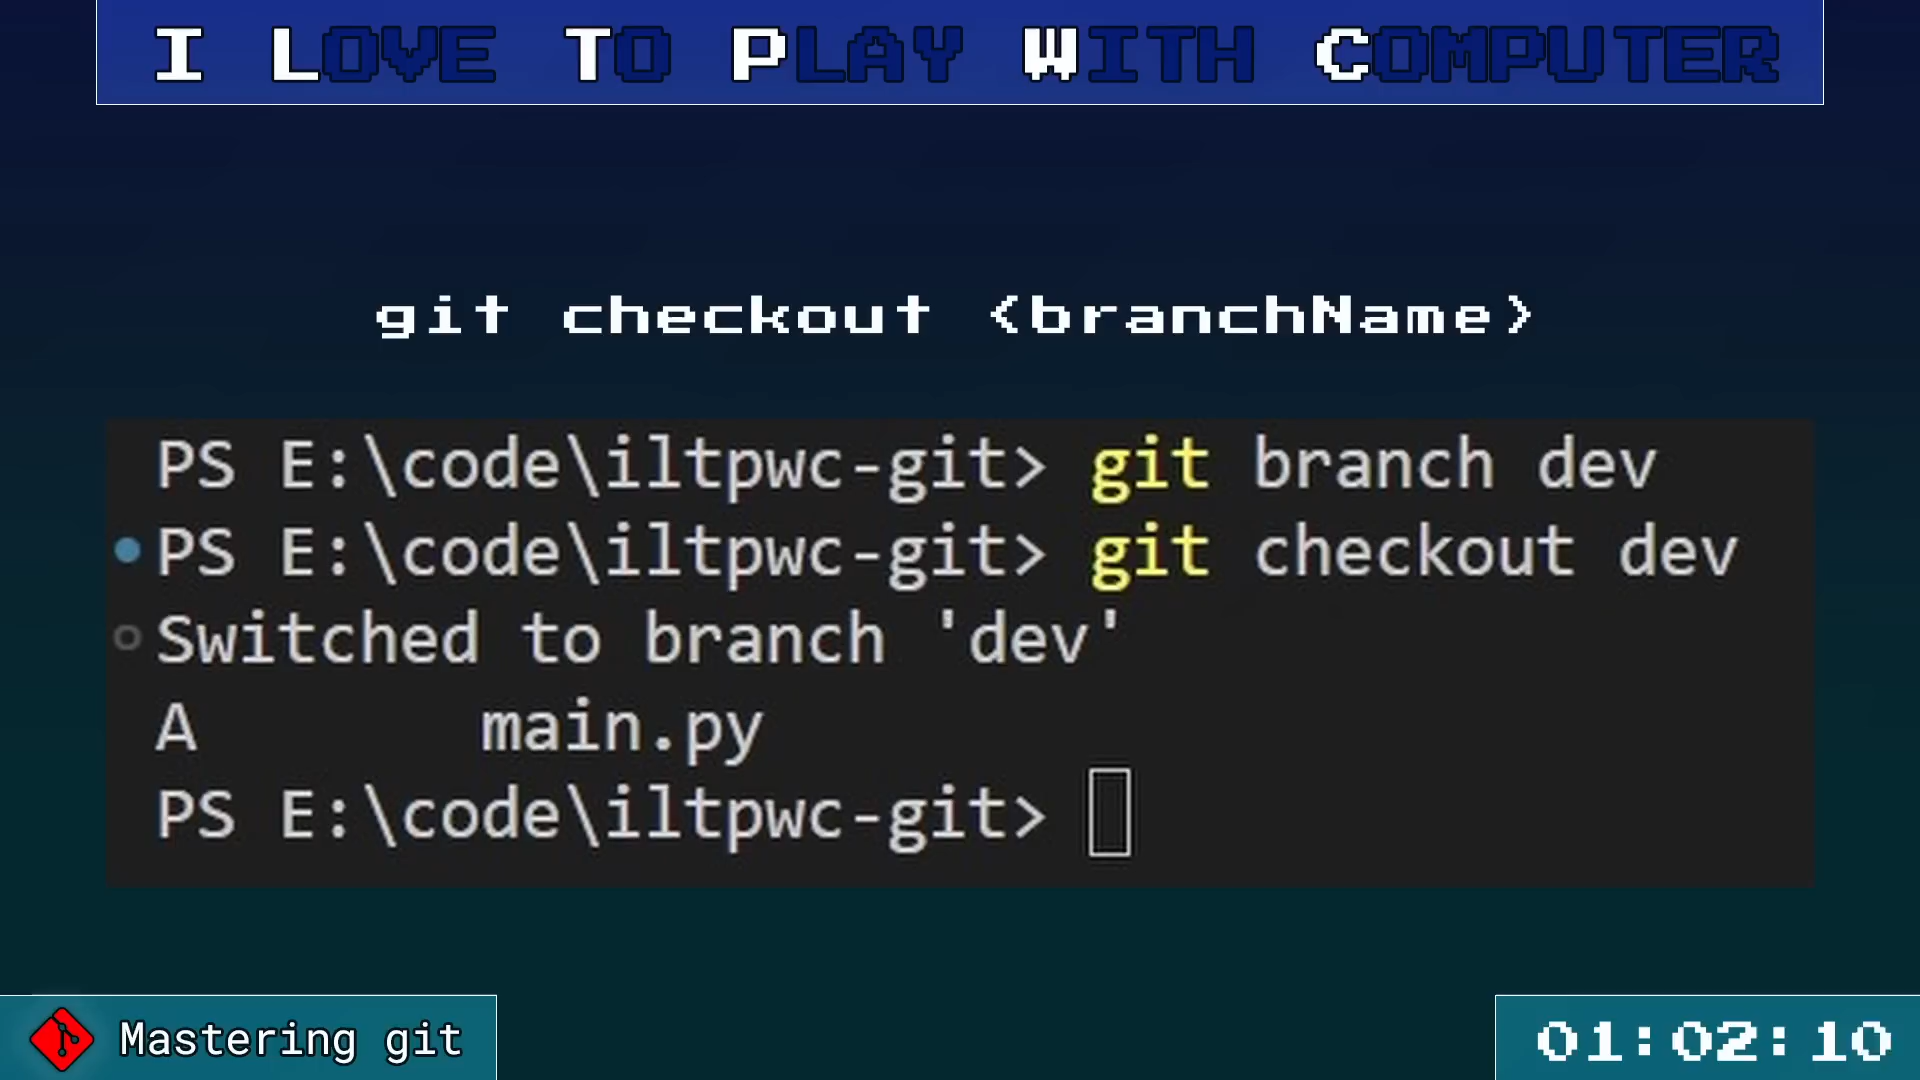 I LOVE TO PLAY WITH COMPUTER
git checkout <branchName>
PS E:\code\iltpwc-git> git branch dev
PS E:\code\iltpwc-git> git checkout dev
Switched to branch 'dev'
A main.py
PS E:\code\iltpwc-git>
Mastering git
01:02:10